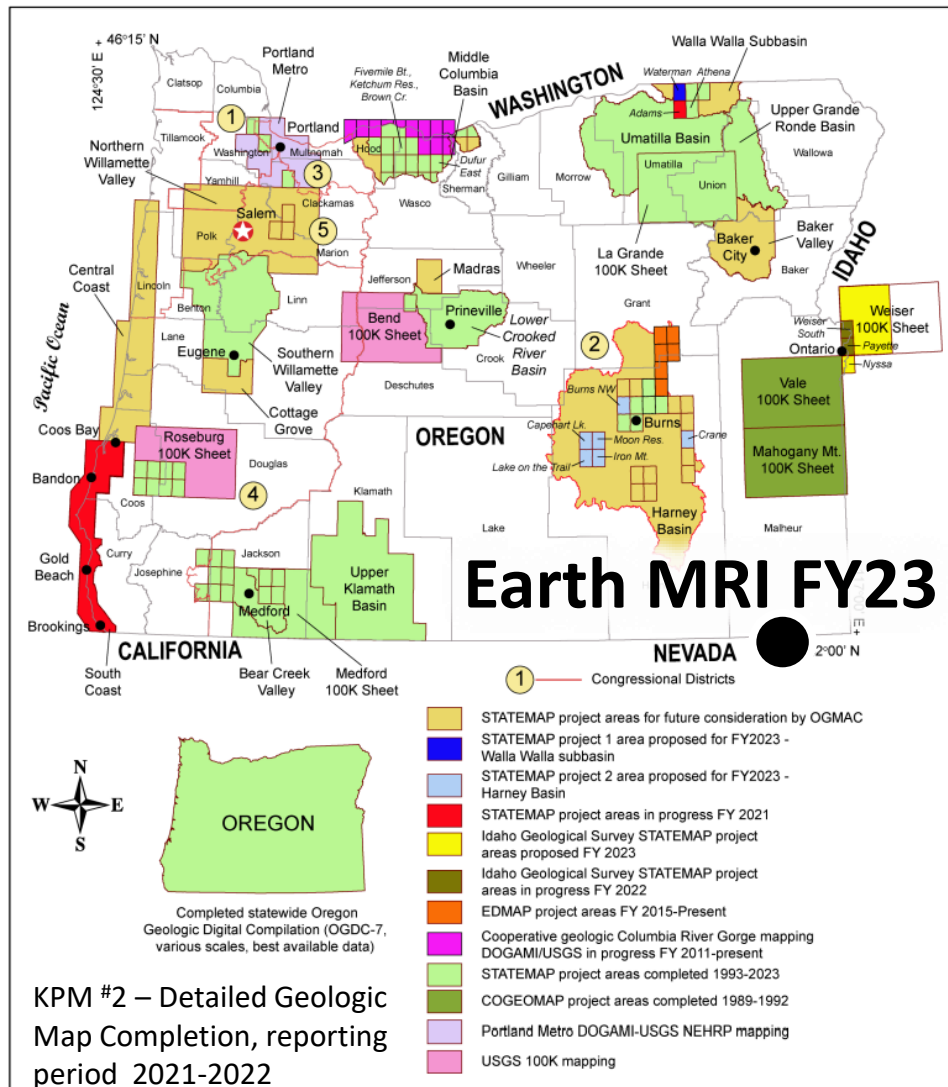 46°15' N
124°30' E +
Clatsop
Columbia
Portland
Metro
Fivemile Bt.,
Ketchum Res.,
Brown Cr.
Middle
Columbia
Basin
WASHINGTON
Walla Walla Subbasin
Waterman
Athena
Adams
Umatilla Basin
Upper Grande
Ronde Basin
1
Tillamook
Portland
Washington
Multnomah
Hood
Northern
Willamette
Valley
Yamhill
3
Clackamas
Dufur
East
Sherman
Gilliam
Morrow
Umatilla
Union
Wallowa
Wasco
Salem
5
Polk
Marion
La Grande
100K Sheet
Baker
City
Baker
Valley
Baker
IDAHO
Central
Coast
Lincoln
Benton
Linn
Jefferson
Madras
Wheeler
Grant
Pacific Ocean
Lane
Eugene
Southern
Willamette
Valley
Bend
100K Sheet
Prineville
Lower
Crooked
River
Basin
Crook
Deschutes
2
Weiser
100K Sheet
Weiser
South
Payette
Ontario
Nyssa
Cottage
Grove
OREGON
Burns NW
Burns
Capehart Lk.
Moon Res.
Crane
Iron Mt.
Lake on the Trail
Vale
100K Sheet
Mahogany Mt.
100K Sheet
Coos Bay
Roseburg
100K Sheet
Douglas
Bandon
4
Coos
Klamath
Harney
Basin
Malheur
Lake
Curry
Gold
Beach
Josephine
Jackson
Upper
Klamath
Basin
Medford
Earth MRI FY23
Brookings
CALIFORNIA
NEVADA
2°00' N
South
Coast
Bear Creek
Valley
Medford
100K Sheet
1
Congressional Districts
STATEMAP project areas for future consideration by OGMAC
STATEMAP project 1 area proposed for FY2023 -
Walla Walla subbasin
STATEMAP project 2 area proposed for FY2023 -
Harney Basin
STATEMAP project areas in progress FY 2021
Idaho Geological Survey STATEMAP project
areas proposed FY 2023
Idaho Geological Survey STATEMAP project
areas in progress FY 2022
EDMAP project areas FY 2015-Present
Cooperative geologic Columbia River Gorge mapping
DOGAMI/USGS in progress FY 2011-present
STATEMAP project areas completed 1993-2023
COGEOMAP project areas completed 1989-1992
Portland Metro DOGAMI-USGS NEHRP mapping
USGS 100K mapping
N
W E
S
OREGON
Completed statewide Oregon
Geologic Digital Compilation (OGDC-7,
various scales, best available data)
KPM #2 – Detailed Geologic
Map Completion, reporting
period 2021-2022